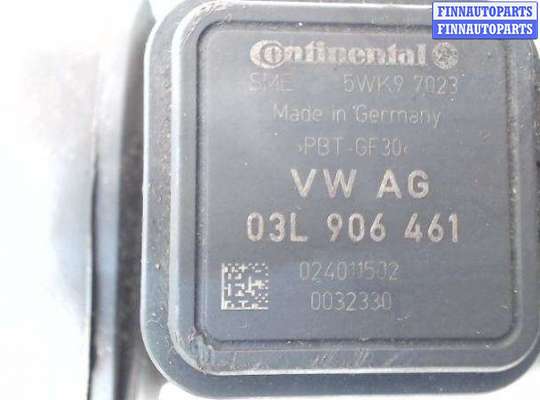 FINNAUTOPARTS
FINNAUTOPARTS
Continental
SME 5WK9 7023
Made in Germany
>PBT-GF30<
VW AG
03L 906 461
024011502
0032330